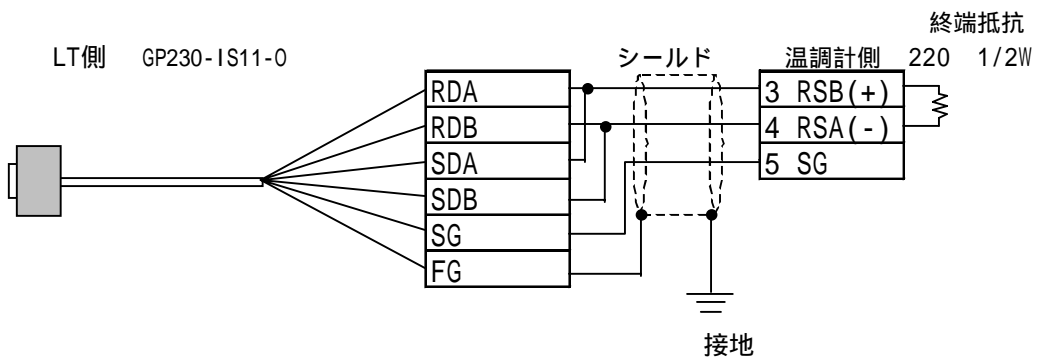 終端抵抗
LT側 GP230-IS11-O シールド 温調計側 220 1/2W
RDA 3 RSB(+)
RDB 4 RSA(-)
SDA 5 SG
SDB
SG
FG
接地